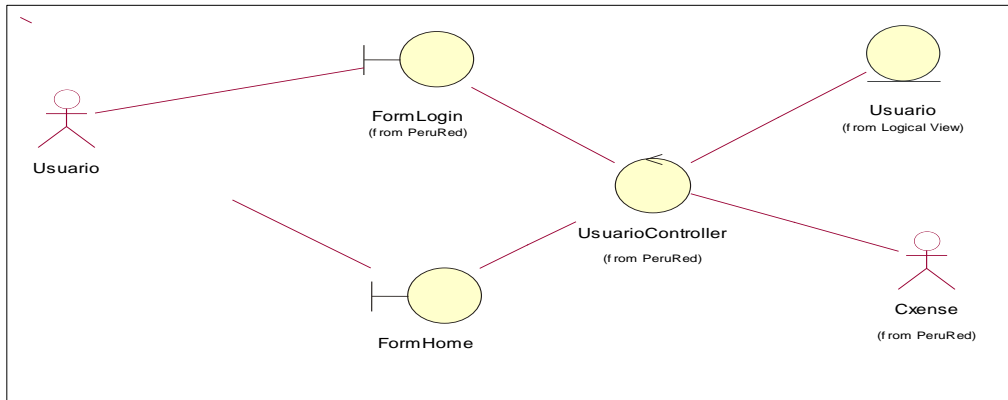 FormLogin
(from PeruRed)
Usuario
(from Logical View)
Usuario
UsuarioController
(from PeruRed)
FormHome
Cxense
(from PeruRed)